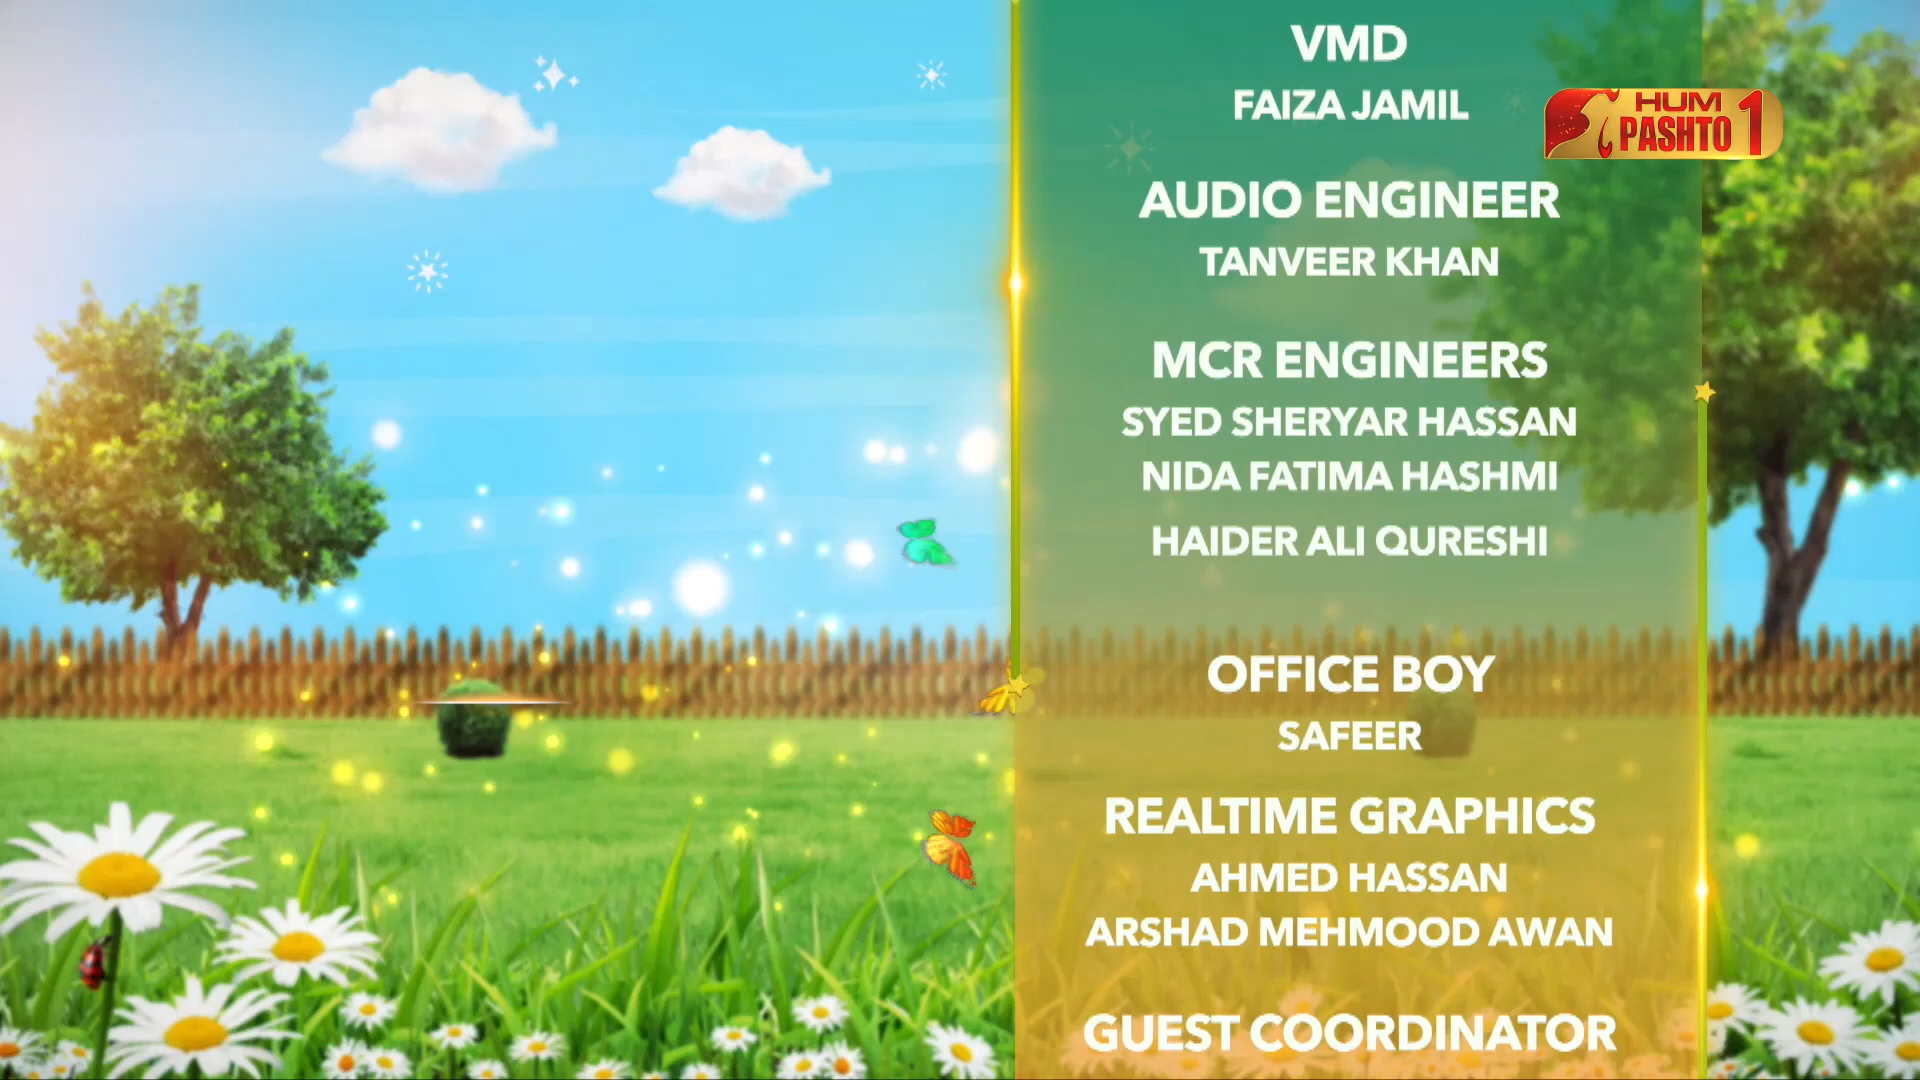 VMD
FAIZA JAMIL
HUM
PASHTO 1
AUDIO ENGINEER
TANVEER KHAN
MCR ENGINEERS
SYED SHERYAR HASSAN
NIDA FATIMA HASHMI
HAIDER ALI QURESHI
OFFICE BOY
SAFEER
REALTIME GRAPHICS
AHMED HASSAN
ARSHAD MEHMOOD AWAN
GUEST COORDINATOR